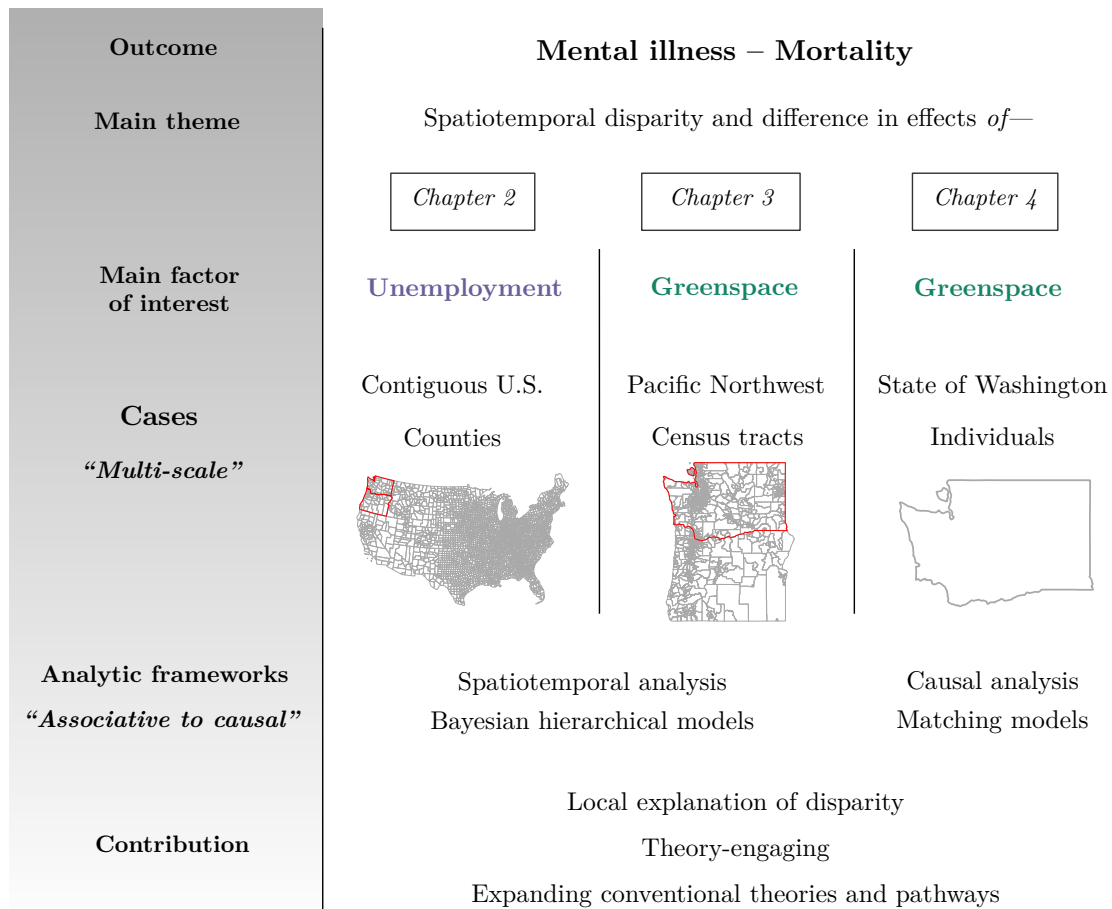 Outcome
Mental illness – Mortality
Main theme
Spatiotemporal disparity and difference in effects of—
Chapter 2
Chapter 3
Chapter 4
Main factor
of interest
Unemployment
Greenspace
Greenspace
Cases
“Multi-scale”
Contiguous U.S.
Pacific Northwest
State of Washington
Counties
Census tracts
Individuals
Analytic frameworks
“Associative to causal”
Spatiotemporal analysis
Bayesian hierarchical models
Causal analysis
Matching models
Contribution
Local explanation of disparity
Theory-engaging
Expanding conventional theories and pathways